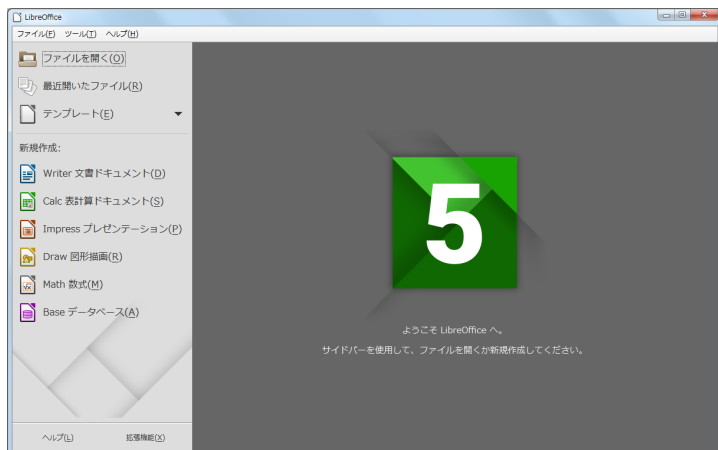 LibreOffice
ファイル(F) ツール(T) ヘルプ(H)
ファイルを開く(O)
最近開いたファイル(R)
テンプレート(E)
新規作成:
Writer 文書ドキュメント(D)
Calc 表計算ドキュメント(S)
Impress プレゼンテーション(P)
Draw 図形描画(R)
Math 数式(M)
Base データベース(A)
ヘルプ(L) 拡張機能(X)
5
ようこそ LibreOffice へ。
サイドバーを使用して、ファイルを開くか新規作成してください。